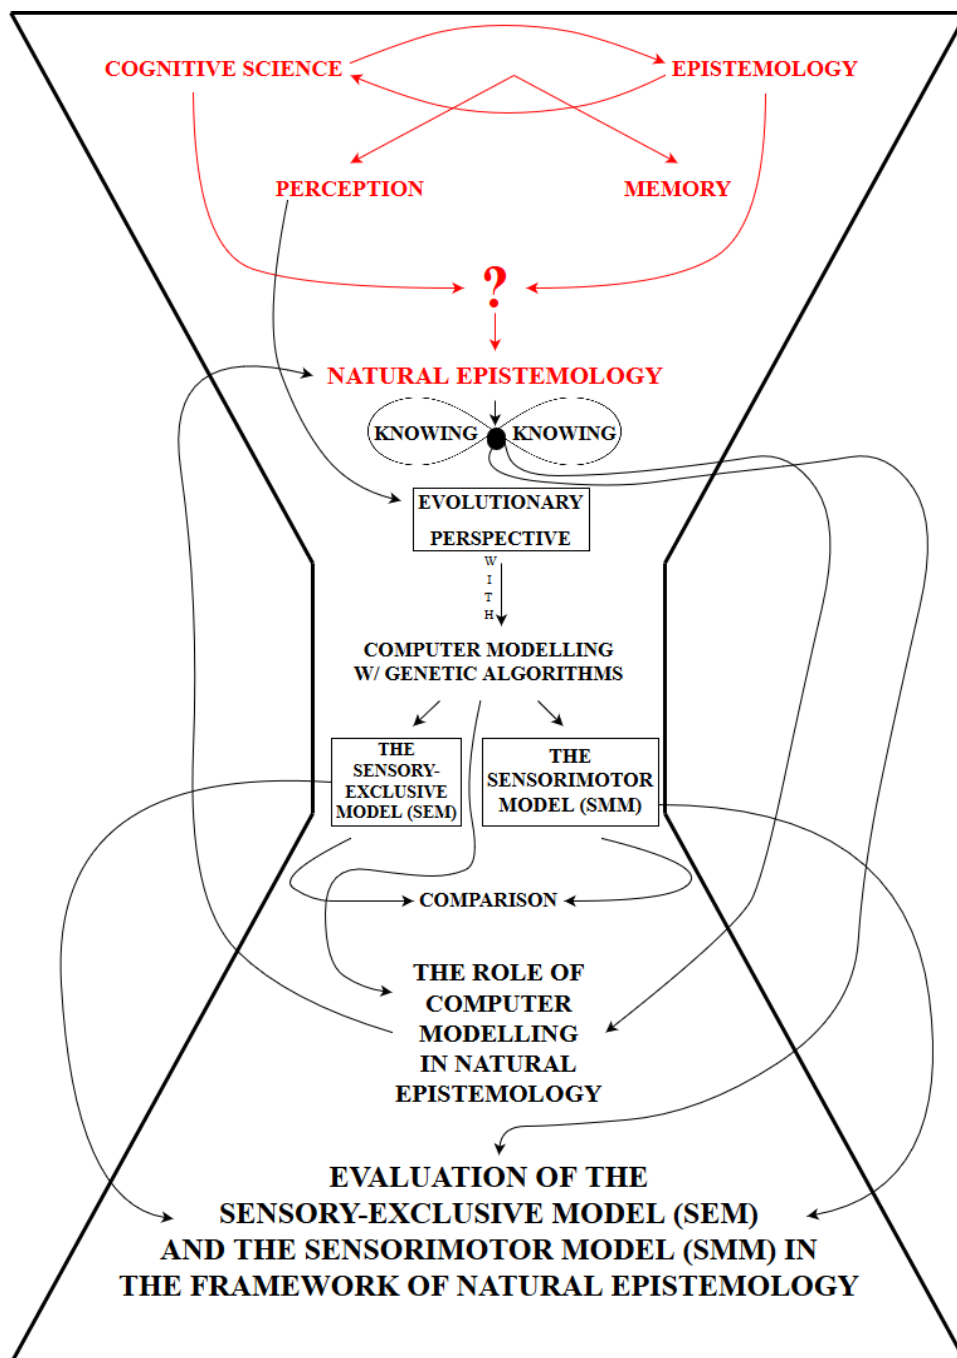 COGNITIVE SCIENCE
EPISTEMOLOGY
PERCEPTION
MEMORY
?
NATURAL EPISTEMOLOGY
KNOWING
KNOWING
EVOLUTIONARY
PERSPECTIVE
W
I
T
H
COMPUTER MODELLING
W/ GENETIC ALGORITHMS
THE
SENSORY-
EXCLUSIVE
MODEL (SEM)
THE
SENSORIMOTOR
MODEL (SMM)
COMPARISON
THE ROLE OF
COMPUTER
MODELLING
IN NATURAL
EPISTEMOLOGY
EVALUATION OF THE
SENSORY-EXCLUSIVE MODEL (SEM)
AND THE SENSORIMOTOR MODEL (SMM) IN
THE FRAMEWORK OF NATURAL EPISTEMOLOGY